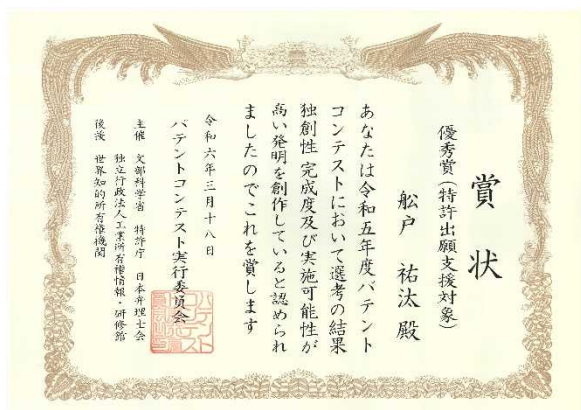 賞状
優秀賞(特許出願支援対象)
舩戸 祐汰 殿
あなたは令和五年度パテント
コンテストにおいて選考の結果
独創性 完成度及び実施可能性が
高い発明を創作していると認められ
ましたのでこれを賞します
令和六年三月十八日
パテントコンテスト実行委員会
主催 文部科学省 特許庁 日本弁理士会
独立行政法人工業所有権情報・研修館
後援 世界知的所有権機関